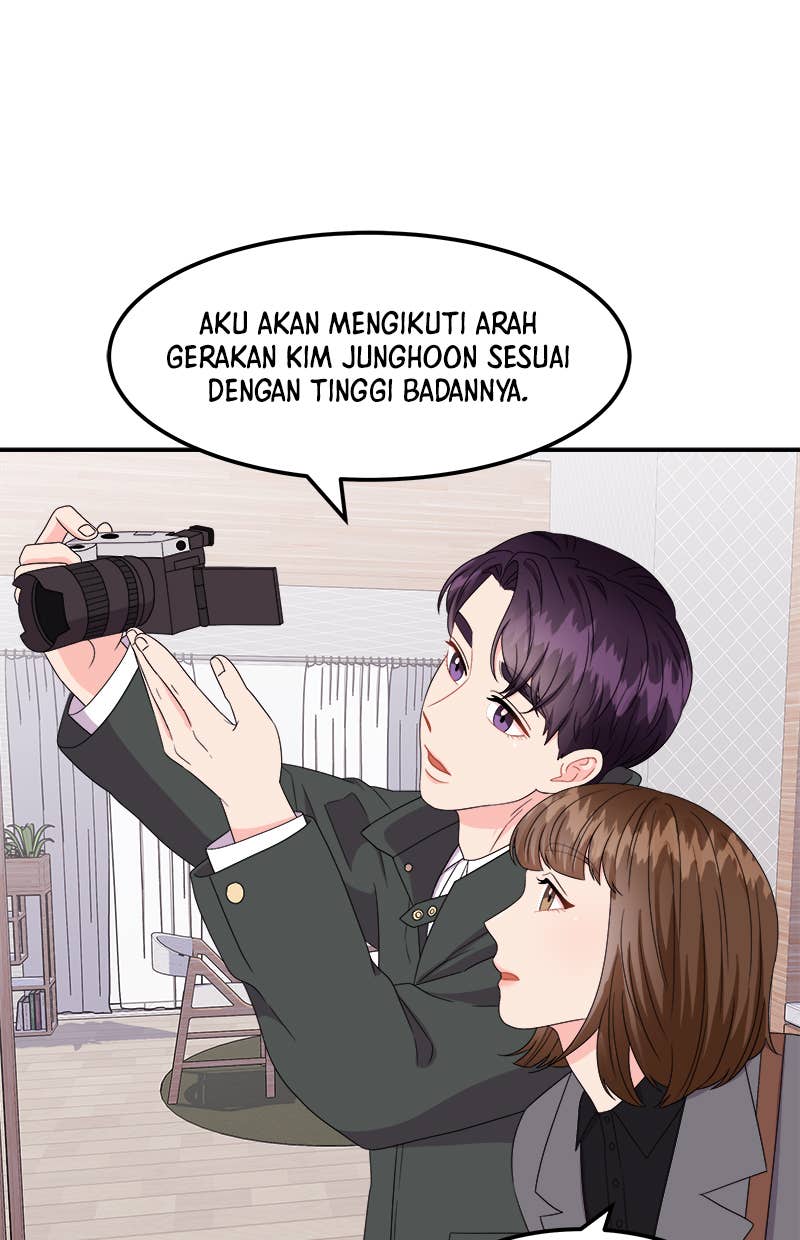 AKU AKAN MENGIKUTI ARAH
GERAKAN KIM JUNGHOON SESUAI
DENGAN TINGGI BADANNYA.